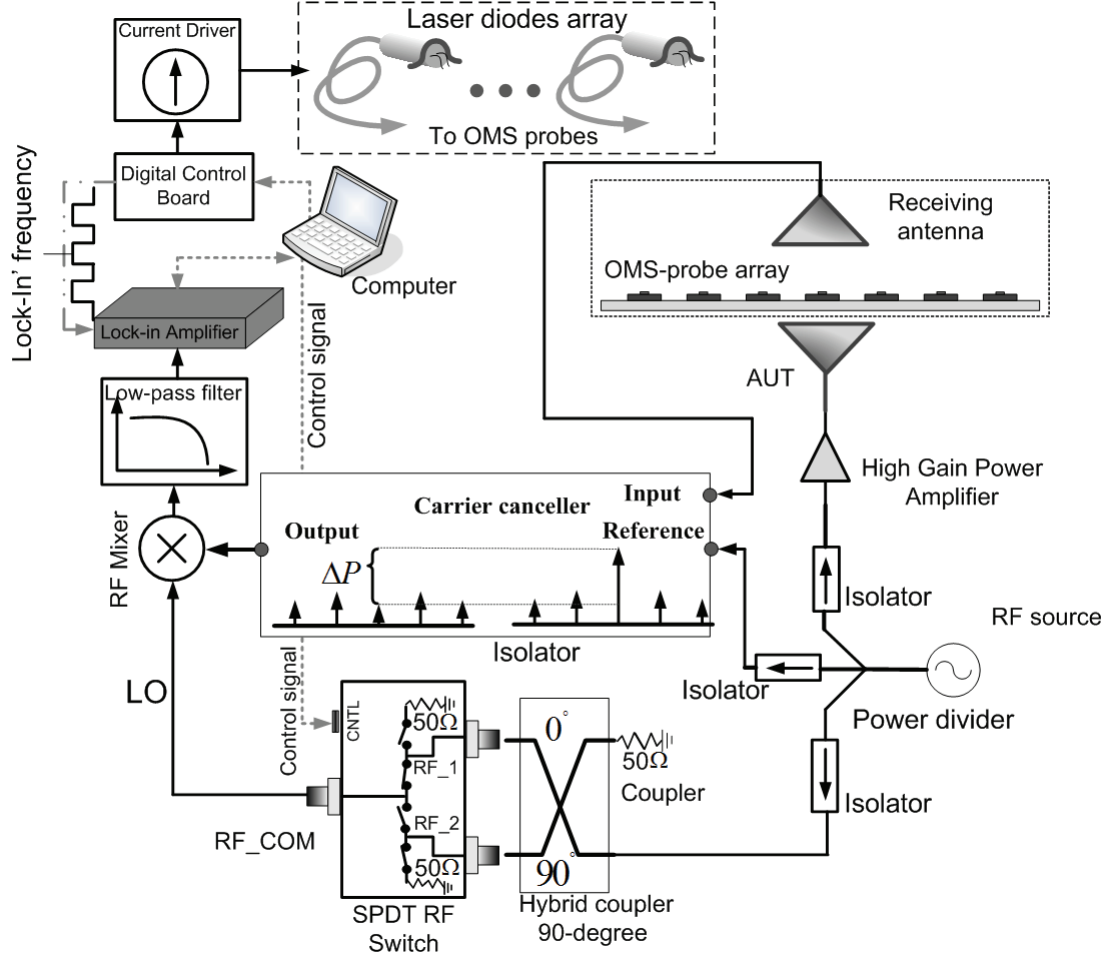 Current Driver
Laser diodes array
To OMS probes
Digital Control
Board
Lock-In' frequency
Computer
Lock-in Amplifier
Control signal
Receiving
antenna
OMS-probe array
AUT
Low-pass filter
High Gain Power
Amplifier
Input
Carrier canceller
Output
Reference
ΔP
RF Mixer
Isolator
Isolator
RF source
Isolator
Power divider
LO
Control signal
CNTL
50Ω
RF_1
RF_2
50Ω
RF_COM
0°
90°
50Ω
Coupler
Isolator
SPDT RF
Switch
Hybrid coupler
90-degree